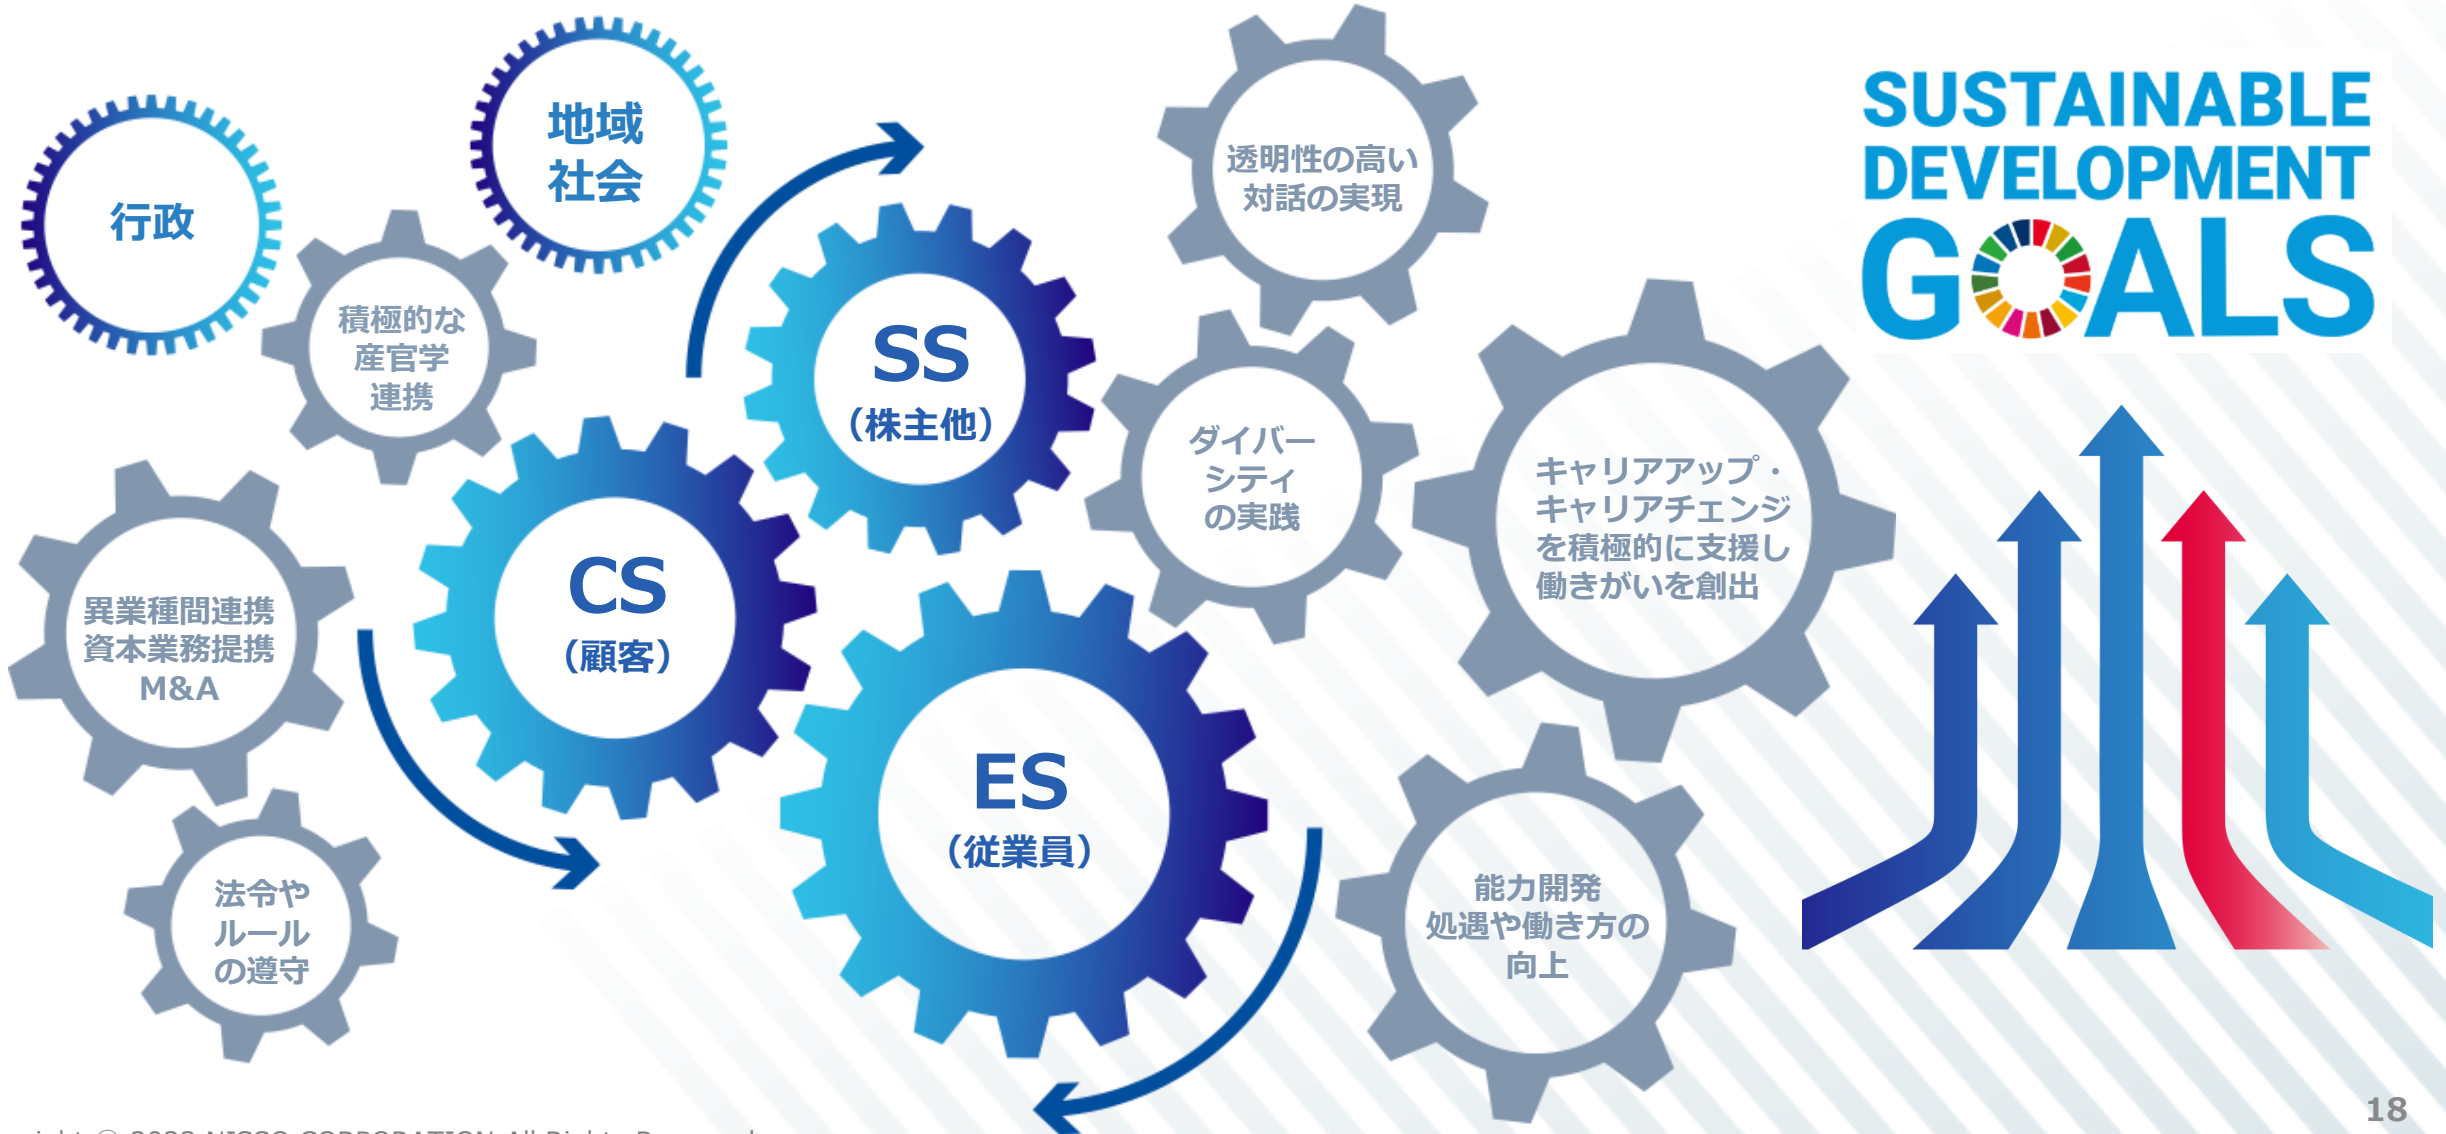 行政
地域
社会
積極的な
産官学
連携
異業種間連携
資本業務提携
M&A
法令や
ルール
の遵守
CS
（顧客）
SS
（株主他）
ES
（従業員）
透明性の高い
対話の実現
ダイバー
シティ
の実践
キャリアアップ・
キャリアチェンジ
を積極的に支援し
働きがいを創出
能力開発
処遇や働き方の
向上
SUSTAINABLE
DEVELOPMENT
GOALS
18